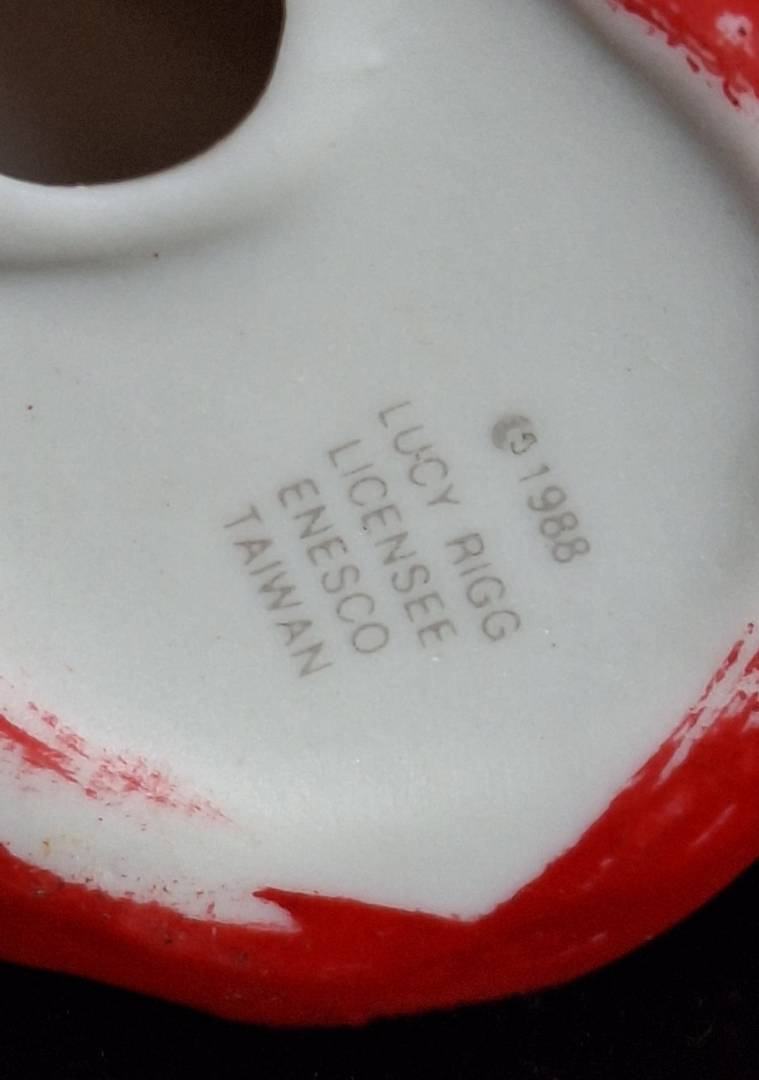 © 1988
LUCY RIGG
LICENSEE
ENESCO
TAIWAN